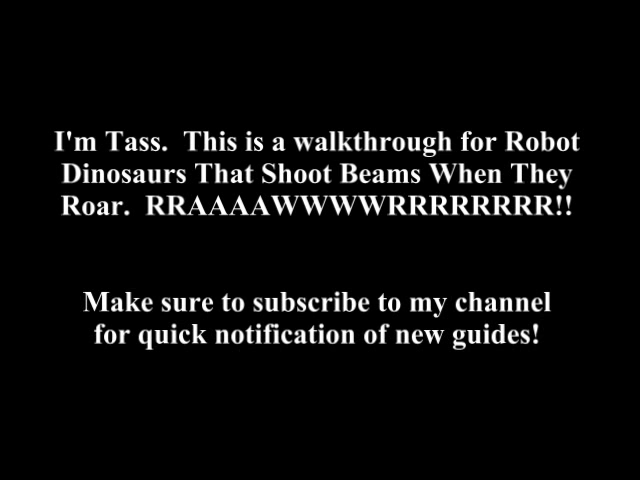 I'm Tass.  This is a walkthrough for Robot
Dinosaurs That Shoot Beams When They
Roar.  RRAAAAWWWWRRRRRRRR!!
Make sure to subscribe to my channel
for quick notification of new guides!